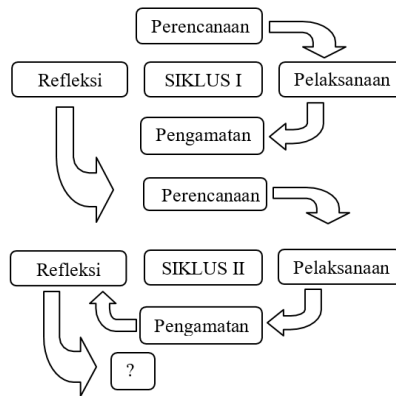 Perencanaan
Refleksi
SIKLUS I
Pelaksanaan
Pengamatan
Perencanaan
Refleksi
SIKLUS II
Pelaksanaan
Pengamatan
?